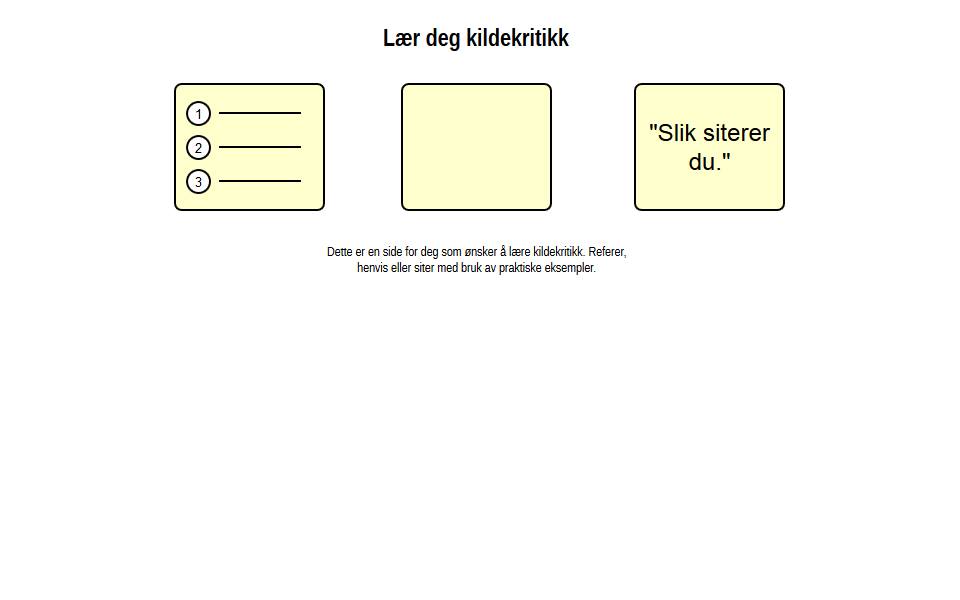 Lær deg kildekritikk
1
2
3
"Slik siterer
du."
Dette er en side for deg som ønsker å lære kildekritikk. Referer,
henvis eller siter med bruk av praktiske eksempler.